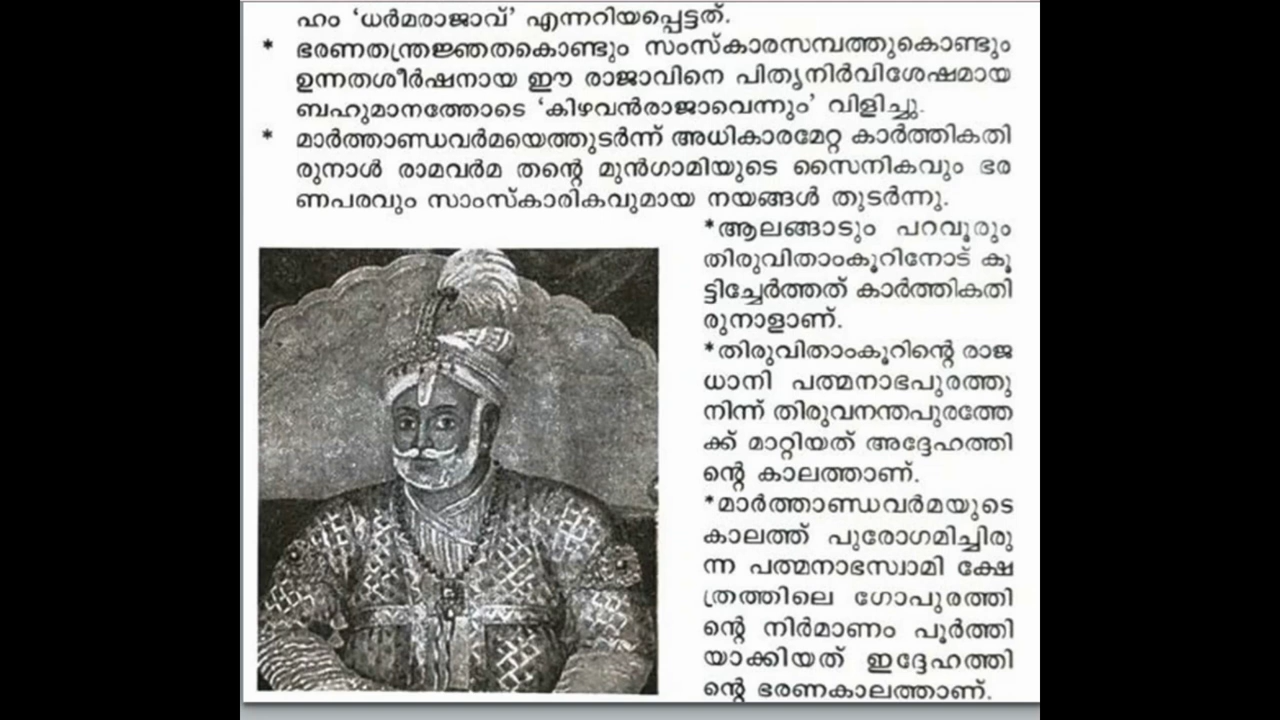 ഹം ‘ധർമരാജാവ്’ എന്നറിയപ്പെട്ടത്.
* ഭരണതന്ത്രജ്ഞതകൊണ്ടും സംസ്കാരസമ്പത്തുകൊണ്ടും
ഉന്നതശീർഷനായ ഈ രാജാവിനെ പിതൃനിർവിശേഷമായ
ബഹുമാനത്തോടെ ‘കിഴവൻരാജാവെന്നും’ വിളിച്ചു.
* മാർത്താണ്ഡവർമയെത്തുടർന്ന് അധികാരമേറ്റ കാർത്തികതി
രുനാൾ രാമവർമ തന്റെ മുൻഗാമിയുടെ സൈനികവും ഭര
ണപരവും സാംസ്കാരികവുമായ നയങ്ങൾ തുടർന്നു.
*ആലങ്ങാടും പറവൂരും
തിരുവിതാംകൂറിനോട് കൂ
ട്ടിച്ചേർത്തത് കാർത്തികതി
രുനാളാണ്.
*തിരുവിതാംകൂറിന്റെ രാജ
ധാനി പത്മനാഭപുരത്തു
നിന്ന് തിരുവനന്തപുരത്തേ
ക്ക് മാറ്റിയത് അദ്ദേഹത്തി
ന്റെ കാലത്താണ്.
*മാർത്താണ്ഡവർമയുടെ
കാലത്ത് പുരോഗമിച്ചിരു
ന്ന പത്മനാഭസ്വാമി ക്ഷേ
ത്രത്തിലെ ഗോപുരത്തി
ന്റെ നിർമാണം പൂർത്തി
യാക്കിയത് ഇദ്ദേഹത്തി
ന്റെ ഭരണകാലത്താണ്.